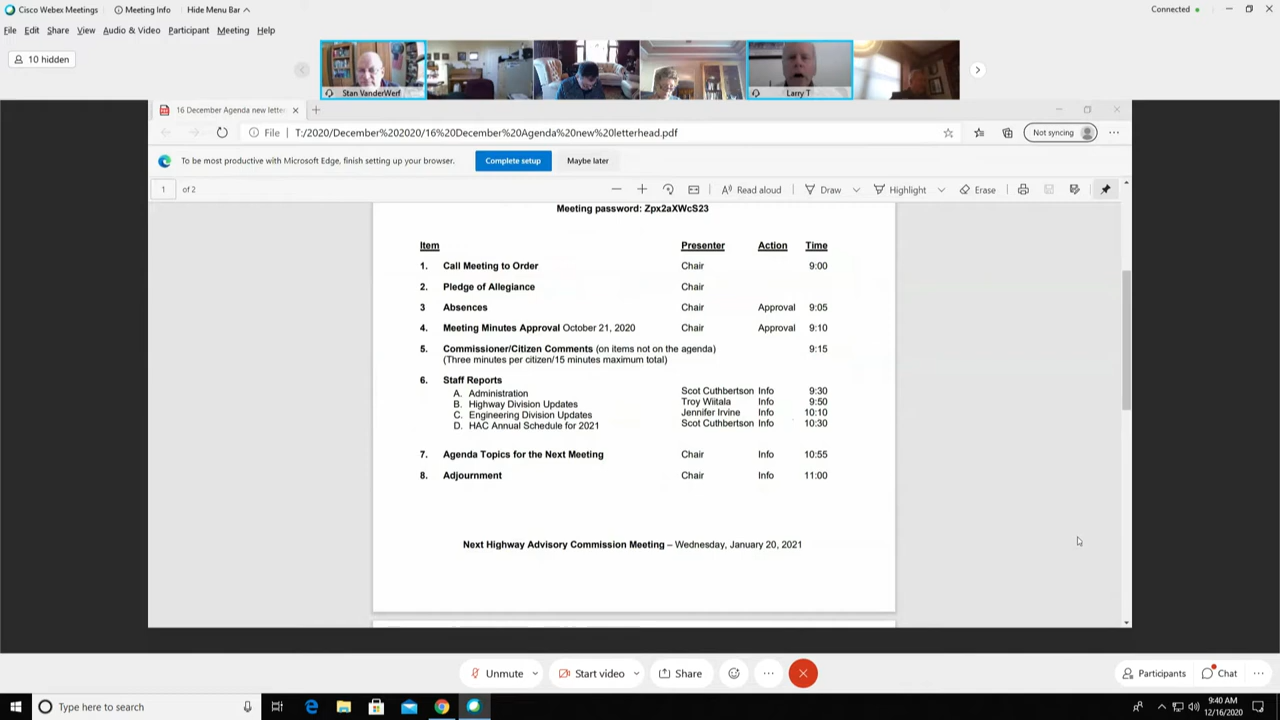 Cisco Webex Meetings Meeting Info Hide Menu Bar Connected
File Edit Share View Audio & Video Participant Meeting Help
10 hidden
Stan VanderWerf Larry T
16 December Agenda new lette
File T:/2020/December%202020/16%20December%20Agenda%20new%20letterhead.pdf Not syncing
To be most productive with Microsoft Edge, finish setting up your browser. Complete setup Maybe later
1 of 2 Read aloud Draw Highlight Erase
Meeting password: Zpx2aXWcS23
Item Presenter Action Time
1. Call Meeting to Order Chair 9:00
2. Pledge of Allegiance Chair
3 Absences Chair Approval 9:05
4. Meeting Minutes Approval October 21, 2020 Chair Approval 9:10
5. Commissioner/Citizen Comments (on items not on the agenda) 9:15
(Three minutes per citizen/15 minutes maximum total)
6. Staff Reports
A. Administration Scot Cuthbertson Info 9:30
B. Highway Division Updates Troy Wiitala Info 9:50
C. Engineering Division Updates Jennifer Irvine Info 10:10
D. HAC Annual Schedule for 2021 Scot Cuthbertson Info 10:30
7. Agenda Topics for the Next Meeting Chair Info 10:55
8. Adjournment Chair Info 11:00
Next Highway Advisory Commission Meeting – Wednesday, January 20, 2021
Unmute Start video Share Participants Chat
Type here to search
9:40 AM
12/16/2020